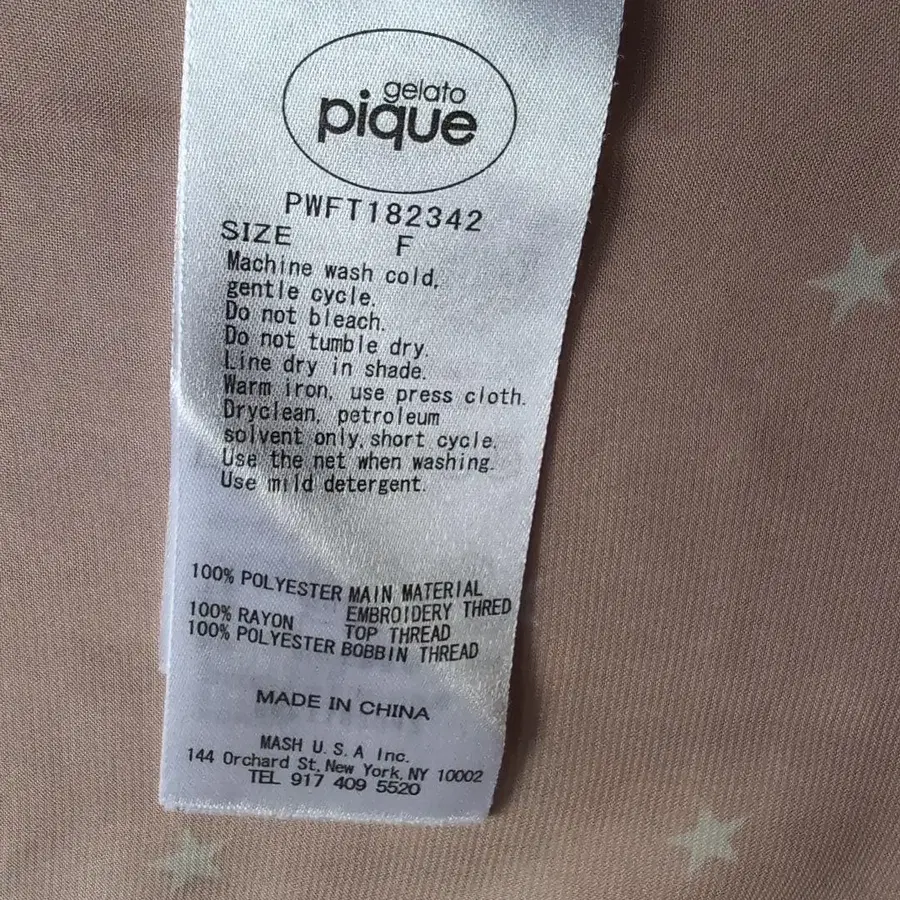 gelato
pique
PWFT182342
SIZE F
Machine wash cold,
gentle cycle.
Do not bleach.
Do not tumble dry.
Line dry in shade.
Warm iron, use press cloth.
Dryclean, petroleum
solvent only, short cycle.
Use the net when washing.
Use mild detergent.
100% POLYESTER MAIN MATERIAL
EMBROIDERY THRED
100% RAYON TOP THREAD
100% POLYESTER BOBBIN THREAD
MADE IN CHINA
MASH U.S.A Inc.
144 Orchard St, New York, NY 10002
TEL 917 409 5520